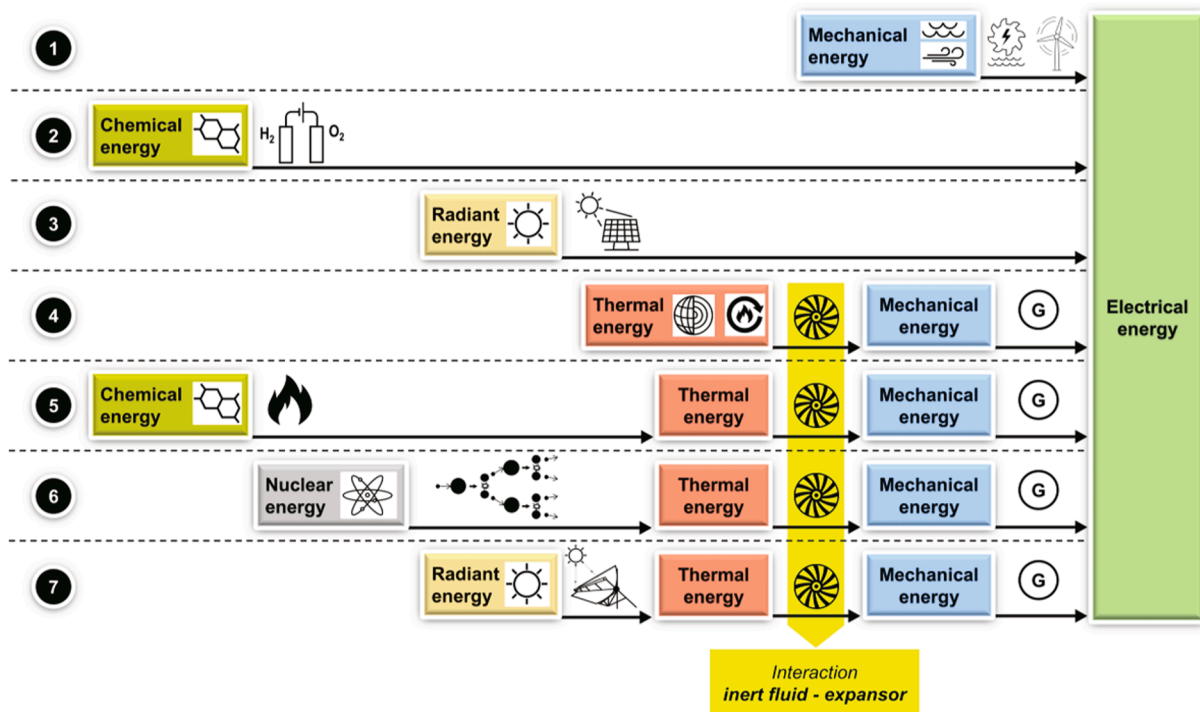 1
Mechanical
energy
2
Chemical
energy
H2
O2
3
Radiant
energy
4
Thermal
energy
Mechanical
energy
G
Electrical
energy
5
Chemical
energy
Thermal
energy
Mechanical
energy
G
6
Nuclear
energy
Thermal
energy
Mechanical
energy
G
7
Radiant
energy
Thermal
energy
Mechanical
energy
G
Interaction
inert fluid - expansor